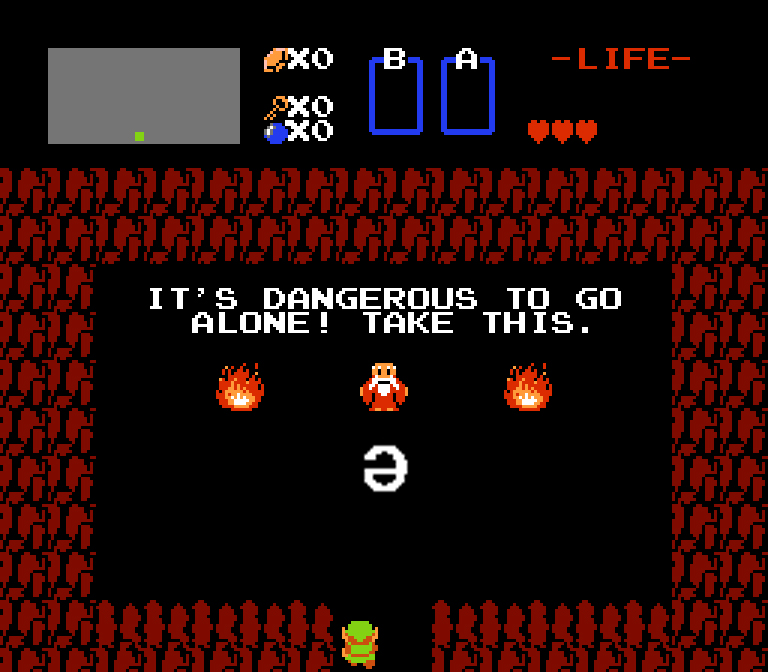 X0 B A -LIFE-
X0
X0
IT'S DANGEROUS TO GO
ALONE! TAKE THIS.
ə